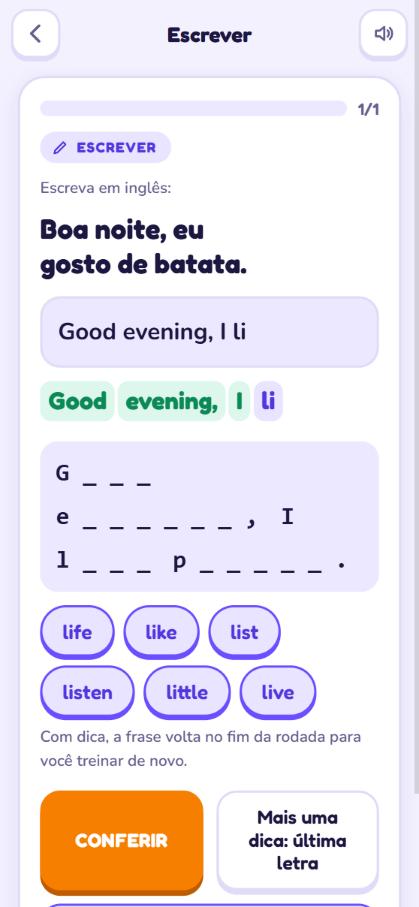 Escrever
1/1
ESCREVER
Escreva em inglês:
Boa noite, eu
gosto de batata.
Good evening, I li
Good evening, I li
G _ _ _
e _ _ _ _ _ _ , I
l _ _ _ p _ _ _ _ _ .
life like list
listen little live
Com dica, a frase volta no fim da rodada para
você treinar de novo.
CONFERIR
Mais uma
dica: última
letra